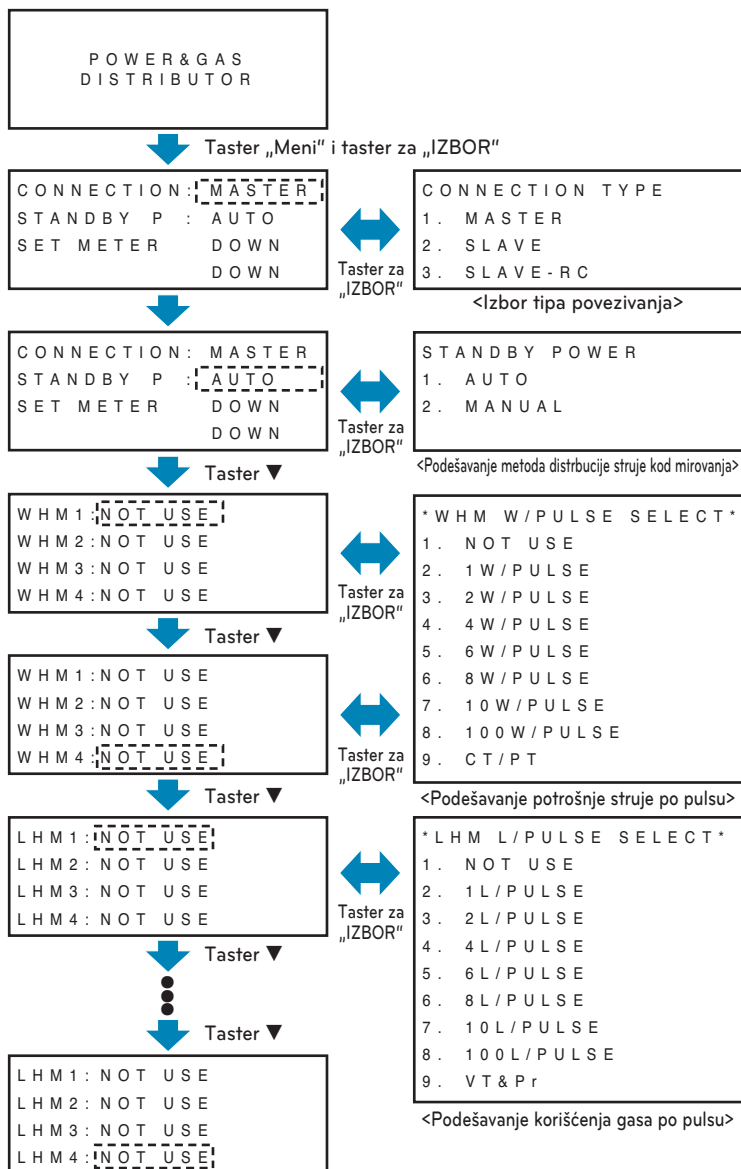 POWER&GAS
DISTRIBUTOR
Taster „Meni" i taster za „IZBOR"
CONNECTION: MASTER
STANDBY P : AUTO
SET METER DOWN
DOWN
Taster za
„IZBOR"
CONNECTION TYPE
1. MASTER
2. SLAVE
3. SLAVE-RC
<Izbor tipa povezivanja>
CONNECTION: MASTER
STANDBY P : AUTO
SET METER DOWN
DOWN
Taster za
„IZBOR"
STANDBY POWER
1. AUTO
2. MANUAL
<Podešavanje metoda distrbucije struje kod mirovanja>
Taster ▼
WHM1:NOT USE
WHM2:NOT USE
WHM3:NOT USE
WHM4:NOT USE
Taster za
„IZBOR"
Taster ▼
WHM1:NOT USE
WHM2:NOT USE
WHM3:NOT USE
WHM4:NOT USE
Taster za
„IZBOR"
*WHM W/PULSE SELECT*
1. NOT USE
2. 1W/PULSE
3. 2W/PULSE
4. 4W/PULSE
5. 6W/PULSE
6. 8W/PULSE
7. 10W/PULSE
8. 100W/PULSE
9. CT/PT
<Podešavanje potrošnje struje po pulsu>
Taster ▼
LHM1:NOT USE
LHM2:NOT USE
LHM3:NOT USE
LHM4:NOT USE
Taster za
„IZBOR"
*LHM L/PULSE SELECT*
1. NOT USE
2. 1L/PULSE
3. 2L/PULSE
4. 4L/PULSE
5. 6L/PULSE
6. 8L/PULSE
7. 10L/PULSE
8. 100L/PULSE
9. VT&Pr
<Podešavanje korišćenja gasa po pulsu>
Taster ▼
Taster ▼
LHM1: NOT USE
LHM2: NOT USE
LHM3: NOT USE
LHM4: NOT USE